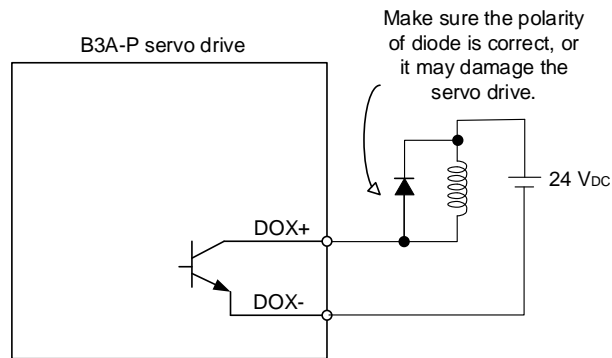 Make sure the polarity
of diode is correct, or
it may damage the
servo drive.
B3A-P servo drive
24 VDC
DOX+
DOX-